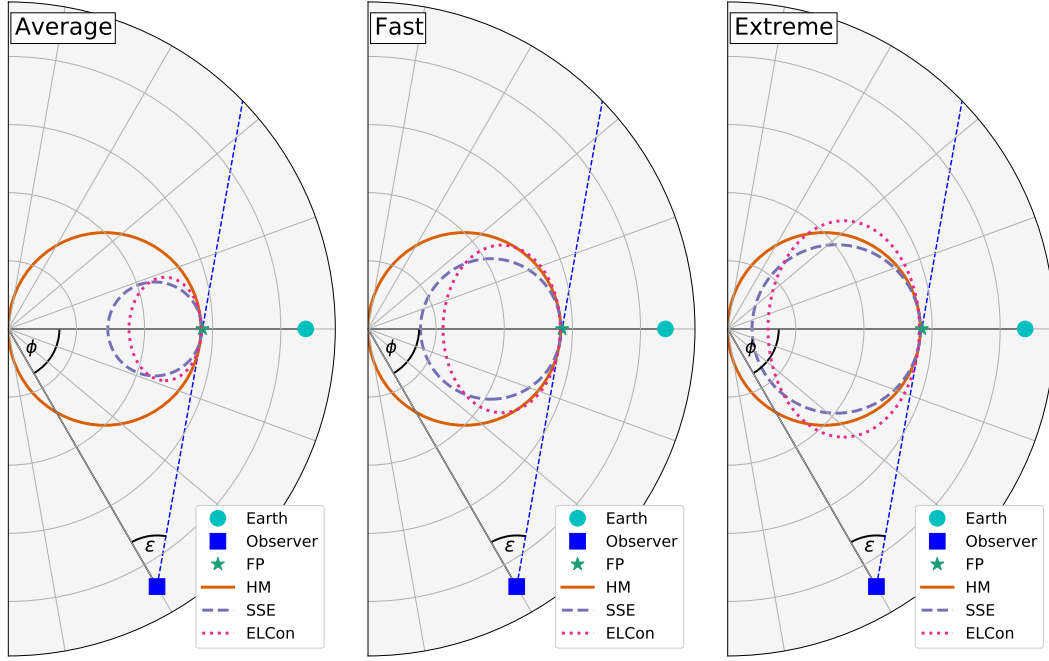 Average
ϕ
ε
Earth
Observer
FP
HM
SSE
ELCon
Fast
ϕ
ε
Earth
Observer
FP
HM
SSE
ELCon
Extreme
ϕ
ε
Earth
Observer
FP
HM
SSE
ELCon